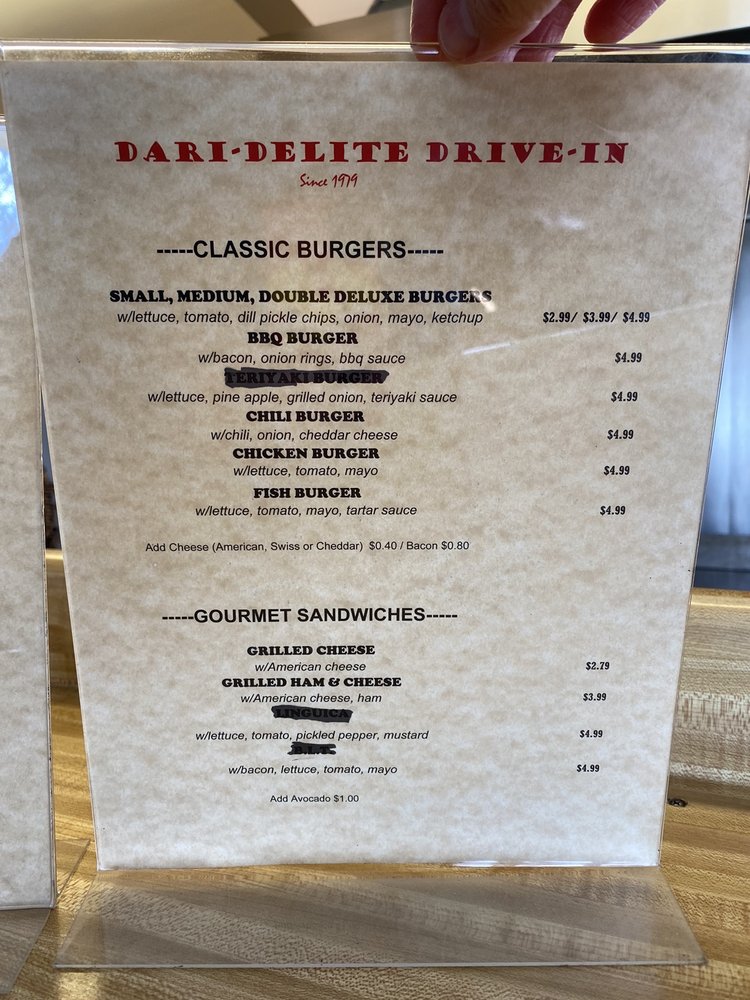 DARI-DELITE DRIVE-IN
Since 1979
-----CLASSIC BURGERS-----
SMALL, MEDIUM, DOUBLE DELUXE BURGERS
w/lettuce, tomato, dill pickle chips, onion, mayo, ketchup $2.99/ $3.99/ $4.99
BBQ BURGER
w/bacon, onion rings, bbq sauce $4.99
TERIYAKI BURGER
w/lettuce, pine apple, grilled onion, teriyaki sauce $4.99
CHILI BURGER
w/chili, onion, cheddar cheese $4.99
CHICKEN BURGER
w/lettuce, tomato, mayo $4.99
FISH BURGER
w/lettuce, tomato, mayo, tartar sauce $4.99
Add Cheese (American, Swiss or Cheddar) $0.40 / Bacon $0.80
-----GOURMET SANDWICHES-----
GRILLED CHEESE
w/American cheese $2.79
GRILLED HAM & CHEESE
w/American cheese, ham $3.99
LINGUICA
w/lettuce, tomato, pickled pepper, mustard $4.99
B.L.T.
w/bacon, lettuce, tomato, mayo $4.99
Add Avocado $1.00